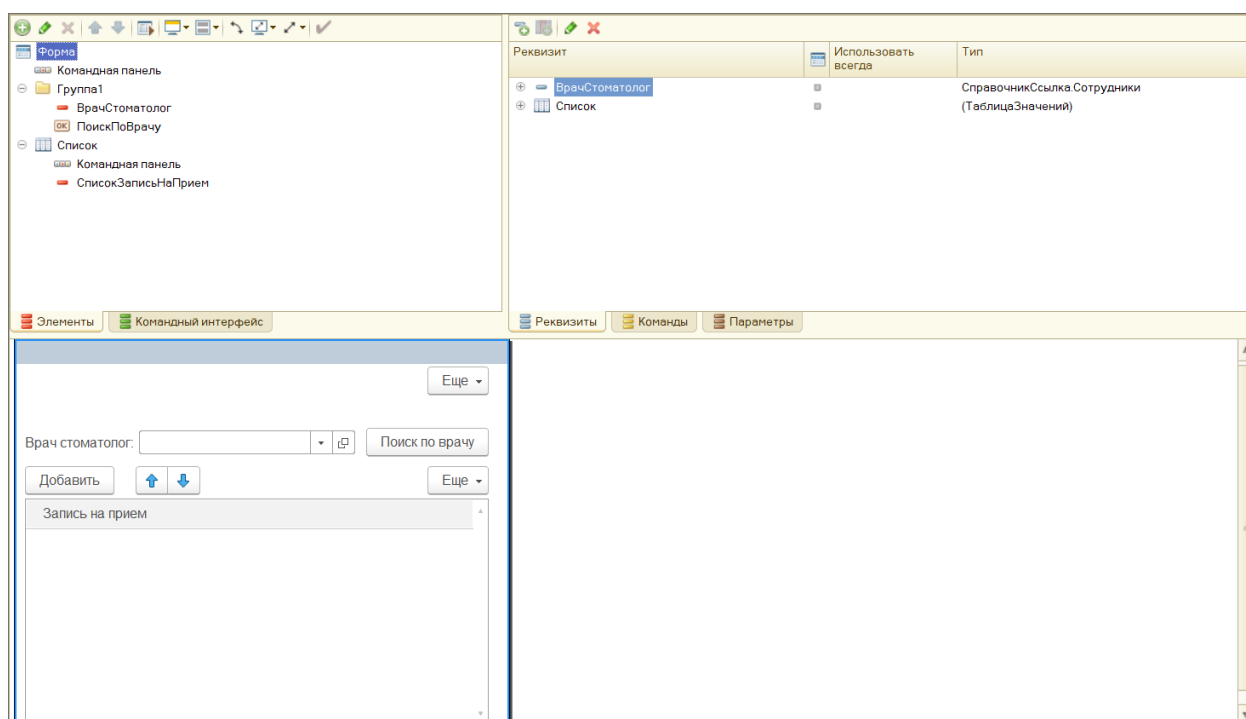 Форма
Командная панель
Группа1
ВрачСтоматолог
ПоискПоВрачу
Список
Командная панель
СписокЗаписьНаПрием
Элементы
Командный интерфейс
Реквизит
Использовать
всегда
Тип
ВрачСтоматолог
СправочникСсылка.Сотрудники
Список
(ТаблицаЗначений)
Реквизиты
Команды
Параметры
Еще
Врач стоматолог:
Поиск по врачу
Добавить
Еще
Запись на прием